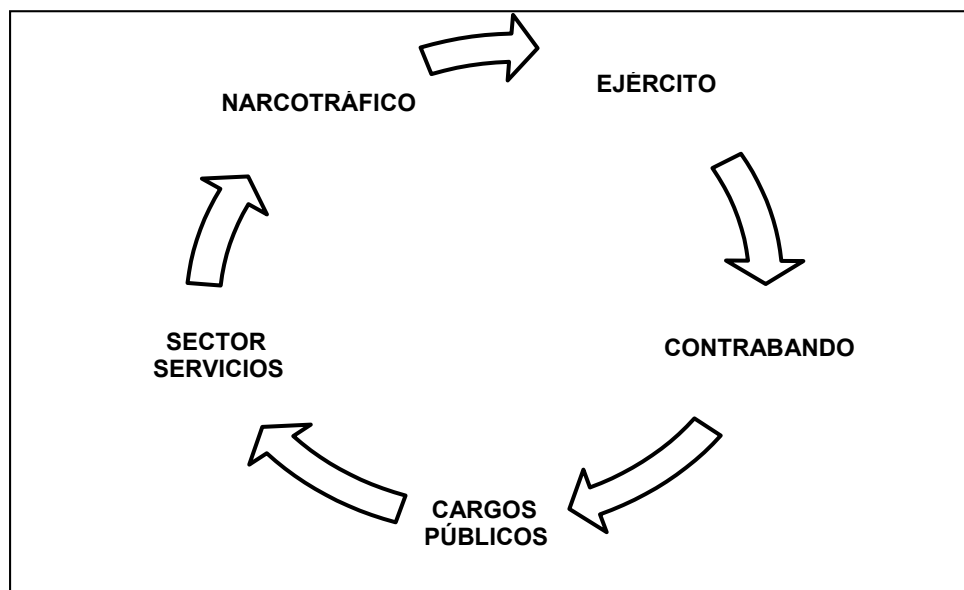 NARCOTRÁFICO
EJÉRCITO
CONTRABANDO
CARGOS
PÚBLICOS
SECTOR
SERVICIOS